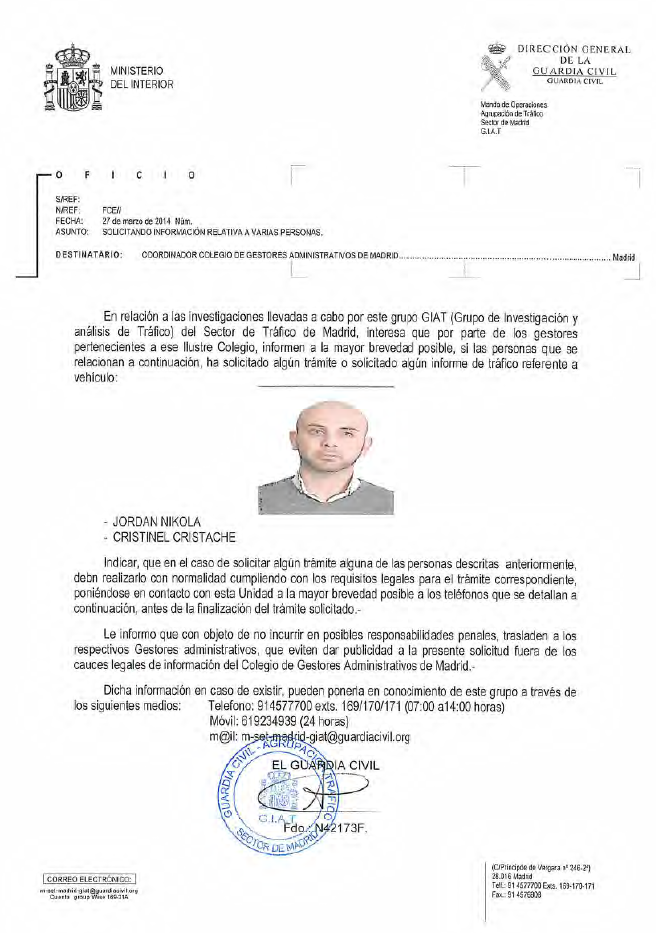 MINISTERIO
DEL INTERIOR
DIRECCIÓN GENERAL
DE LA
GUARDIA CIVIL
GUARDIA CIVIL
Mando de Operaciones
Agrupación de Tráfico
Sector de Madrid
G.I.A.T
O F I C I O
S/REF:
N/REF: FCE//
FECHA: 27 de marzo de 2014 Núm.
ASUNTO: SOLICITANDO INFORMACIÓN RELATIVA A VARIAS PERSONAS.
DESTINATARIO: COORDINADOR COLEGIO DE GESTORES ADMINISTRATIVOS DE MADRID Madrid
En relación a las investigaciones llevadas a cabo por este grupo GIAT (Grupo de Investigación y
análisis de Tráfico) del Sector de Tráfico de Madrid, interesa que por parte de los gestores
pertenecientes a ese Ilustre Colegio, informen a la mayor brevedad posible, si las personas que se
relacionan a continuación, ha solicitado algún trámite o solicitado algún informe de tráfico referente a
vehículo:
- JORDAN NIKOLA
- CRISTINEL CRISTACHE
Indicar, que en el caso de solicitar algún trámite alguna de las personas descritas anteriormente,
debn realizarlo con normalidad cumpliendo con los requisitos legales para el trámite correspondiente,
poniéndose en contacto con esta Unidad a la mayor brevedad posible a los teléfonos que se detallan a
continuación, antes de la finalización del trámite solicitado.-
Le informo que con objeto de no incurrir en posibles responsabilidades penales, trasladen a los
respectivos Gestores administrativos, que eviten dar publicidad a la presente solicitud fuera de los
cauces legales de información del Colegio de Gestores Administrativos de Madrid.-
Dicha información en caso de existir, pueden ponerla en conocimiento de este grupo a través de
los siguientes medios: Telefono: 914577700 exts. 169/170/171 (07:00 a14:00 horas)
Móvil: 619234939 (24 horas)
m@il: m-set-madrid-giat@guardiacivil.org
GUARDIA CIVIL - AGRUPACION TRAFICO
EL GUARDIA CIVIL
G.I.A.T
Fdo.: N42173F.
SECTOR DE MADRID
CORREO ELECTRÓNICO:
m-set-madrid-giat@guardiacivil.org
(C/Principde de Vergara nº 246-2ª)
28.016 Madrid
Telf.: 91 4577700 Exts. 169-170-171